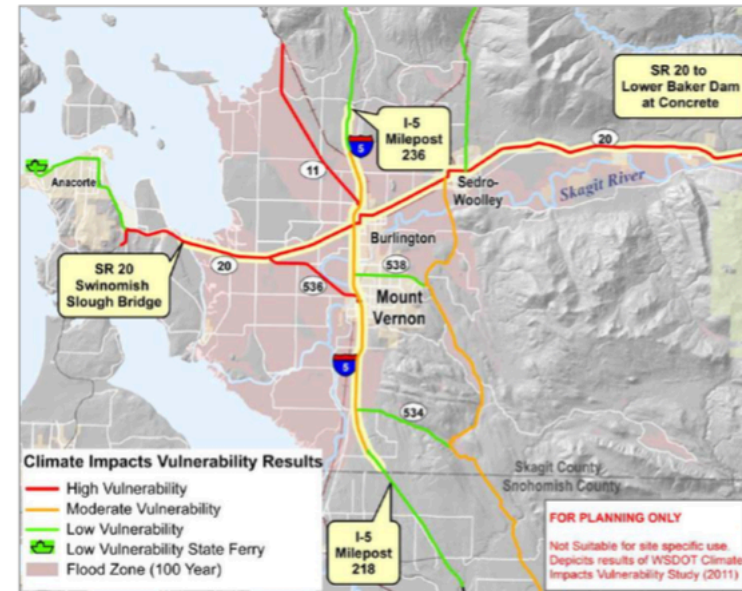 SR 20 to
Lower Baker Dam
at Concrete
I-5
Milepost
236
5
20
11
Anacorte
Sedro-
Woolley
Skagit River
Burlington
SR 20
Swinomish
Slough Bridge
20
536
538
Mount
Vernon
5
534
Skagit County
Snohomish County
I-5
Milepost
218
Climate Impacts Vulnerability Results
High Vulnerability
Moderate Vulnerability
Low Vulnerability
Low Vulnerability State Ferry
Flood Zone (100 Year)
FOR PLANNING ONLY
Not Suitable for site specific use.
Depicts results of WSDOT Climate
Impacts Vulnerability Study (2011)